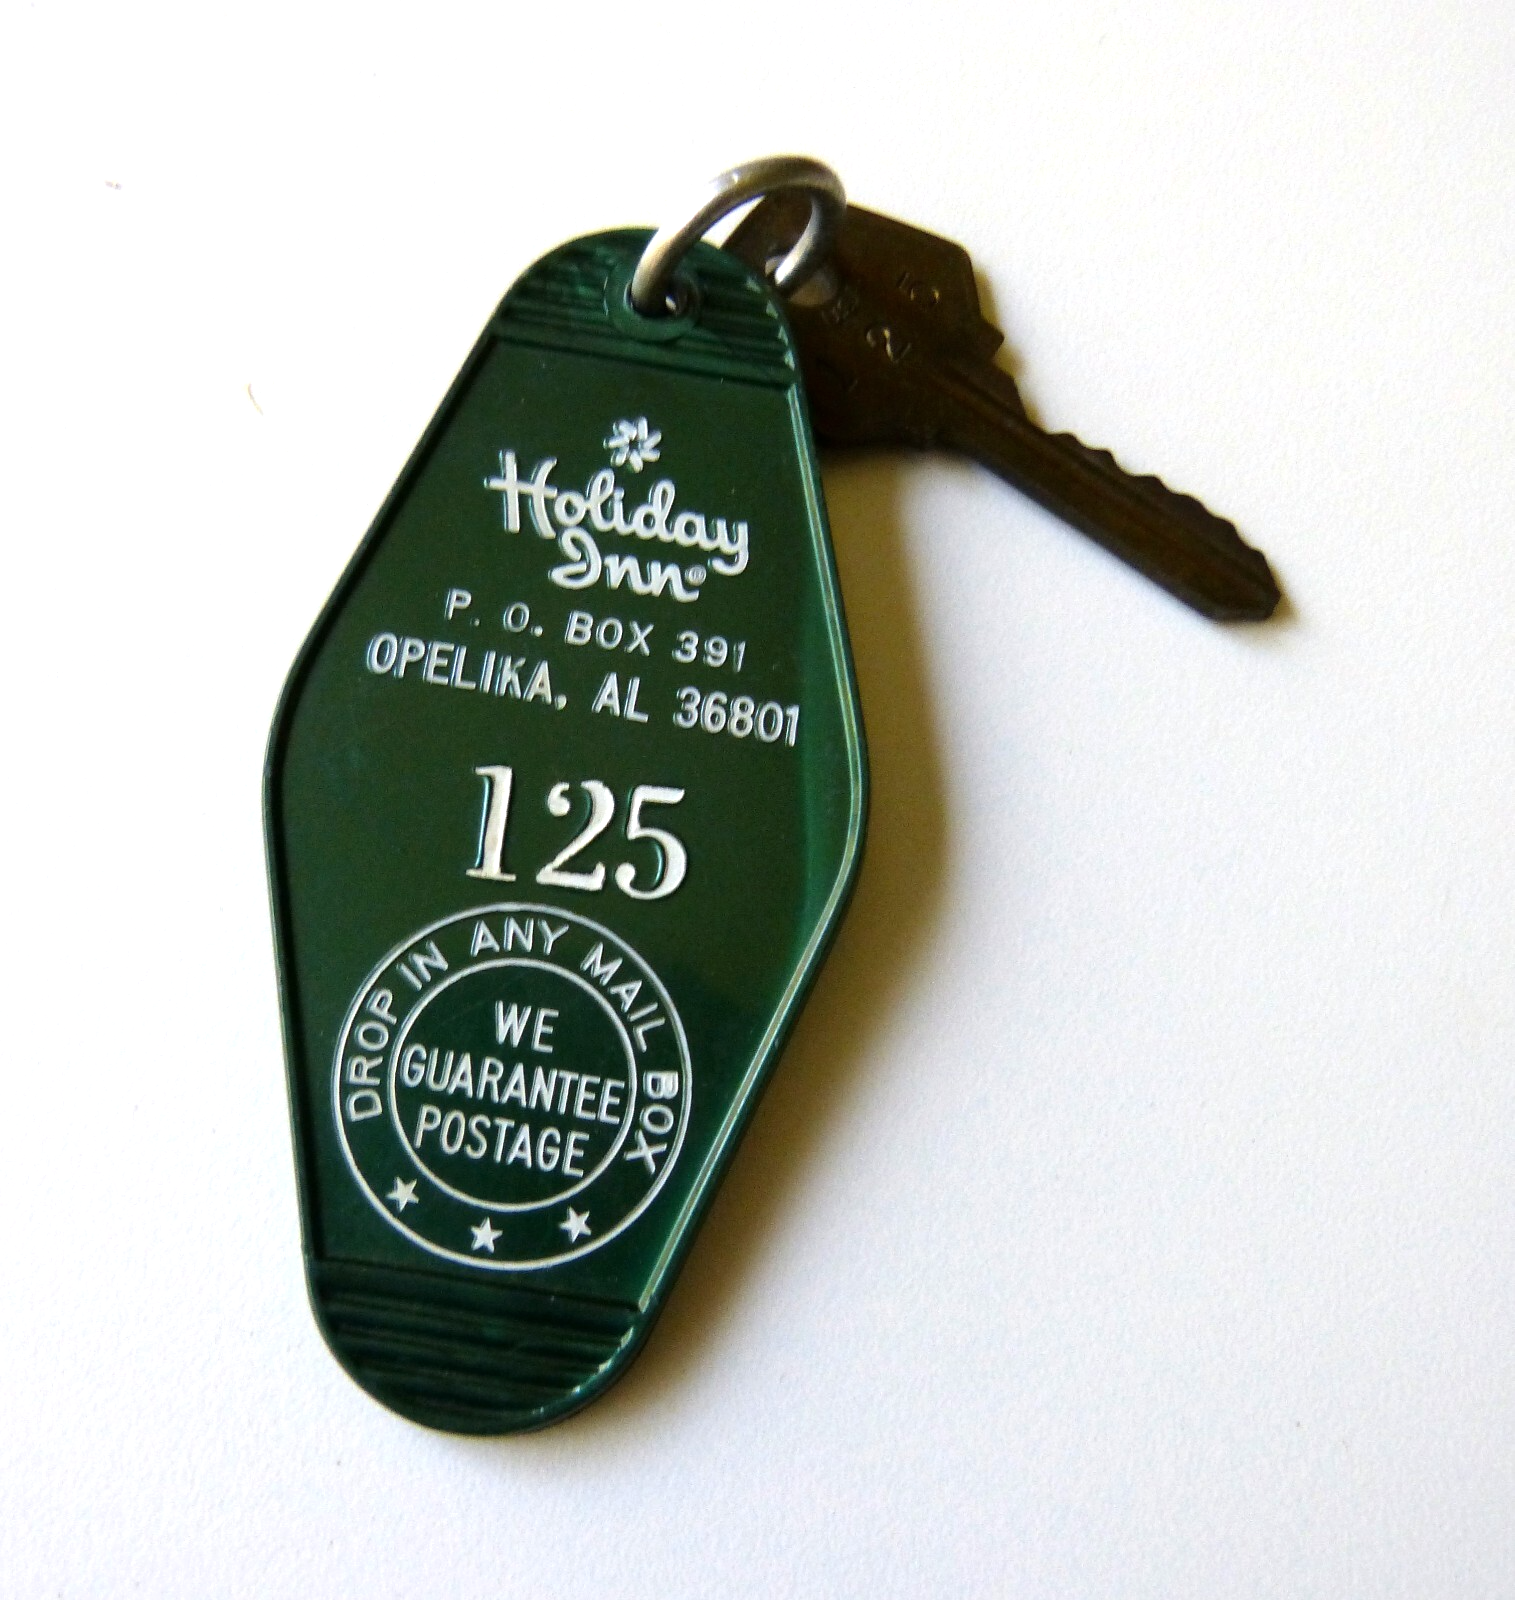 Holiday
Inn®
P. O. BOX 391
OPELIKA, AL 36801
125
DROP IN ANY MAIL BOX
WE
GUARANTEE
POSTAGE